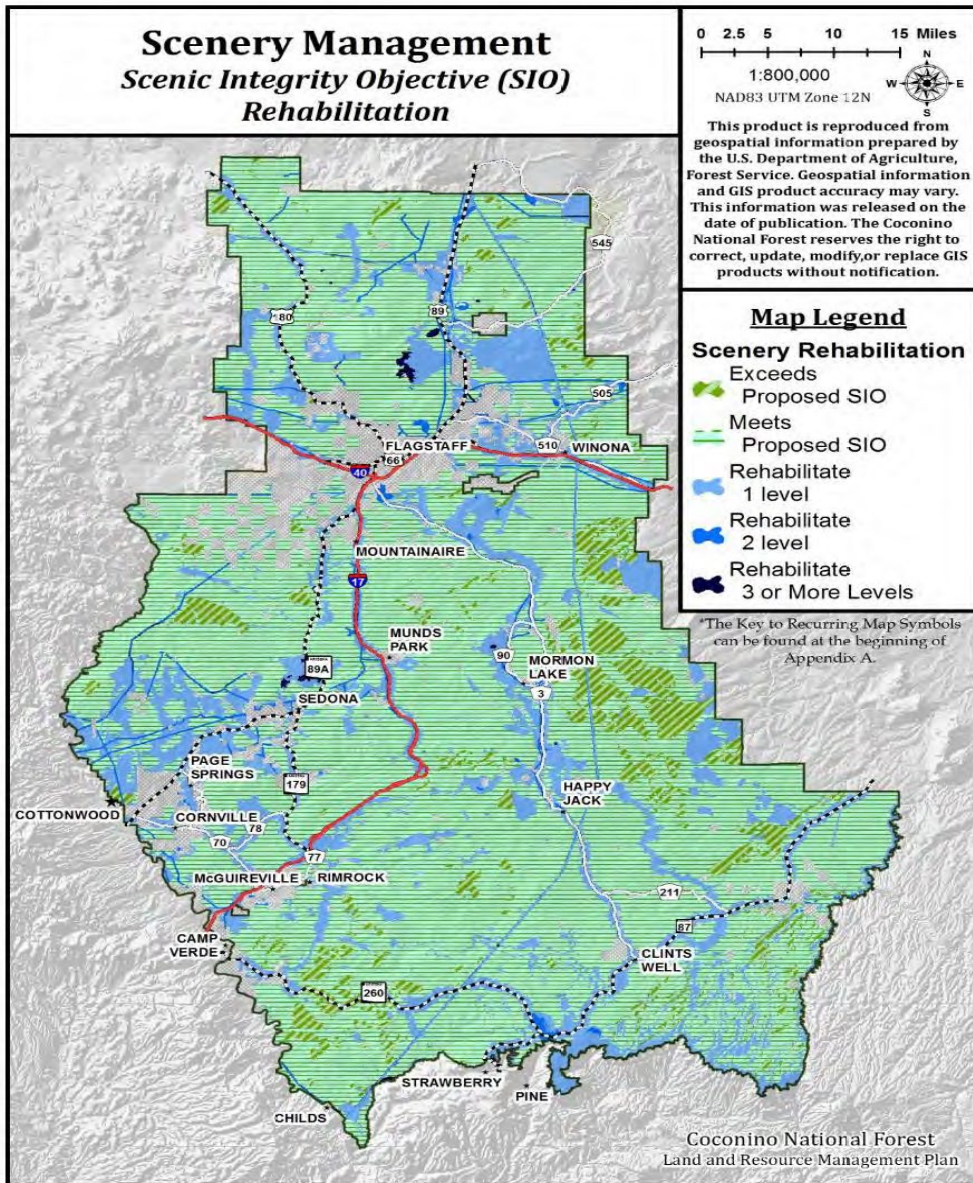 Scenery Management
Scenic Integrity Objective (SIO)
Rehabilitation
0 2.5 5 10 15 Miles
1:800,000
NAD83 UTM Zone 12N
N
W E
S
This product is reproduced from
geospatial information prepared by
the U.S. Department of Agriculture,
Forest Service. Geospatial information
and GIS product accuracy may vary.
This information was released on the
date of publication. The Coconino
National Forest reserves the right to
correct, update, modify,or replace GIS
products without notification.
Map Legend
Scenery Rehabilitation
Exceeds
Proposed SIO
Meets
Proposed SIO
Rehabilitate
1 level
Rehabilitate
2 level
Rehabilitate
3 or More Levels
*The Key to Recurring Map Symbols
can be found at the beginning of
Appendix A.
545
180
89
505
FLAGSTAFF
510
WINONA
66
40
MOUNTAINAIRE
17
MUNDS
PARK
90
MORMON
LAKE
89A
3
SEDONA
PAGE
SPRINGS
179
HAPPY
JACK
COTTONWOOD
CORNVILLE
78
70
77
McGUIREVILLE
RIMROCK
211
87
CAMP
VERDE
CLINTS
WELL
260
STRAWBERRY
PINE
CHILDS
Coconino National Forest
Land and Resource Management Plan